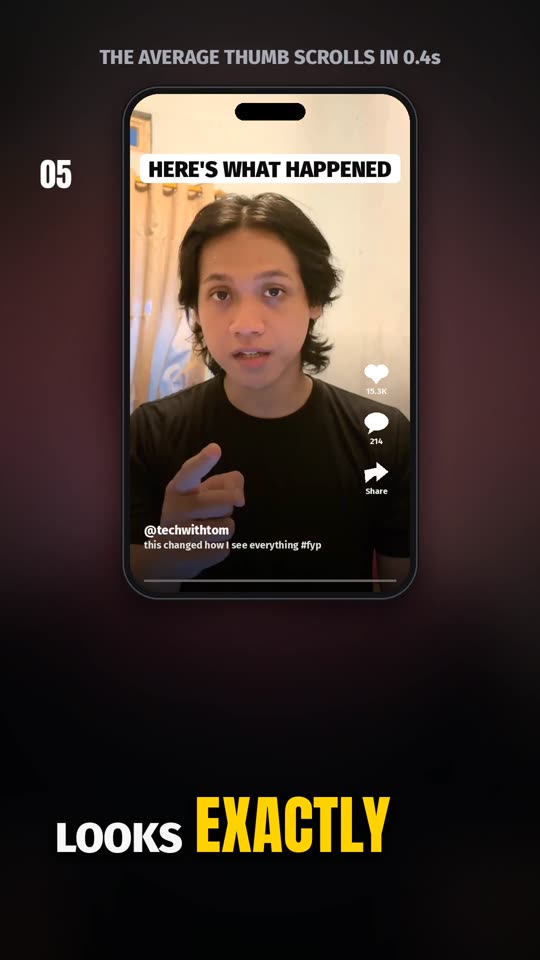 THE AVERAGE THUMB SCROLLS IN 0.4s
05
HERE'S WHAT HAPPENED
15.3K
214
Share
@techwithtom
this changed how I see everything #fyp
LOOKS EXACTLY